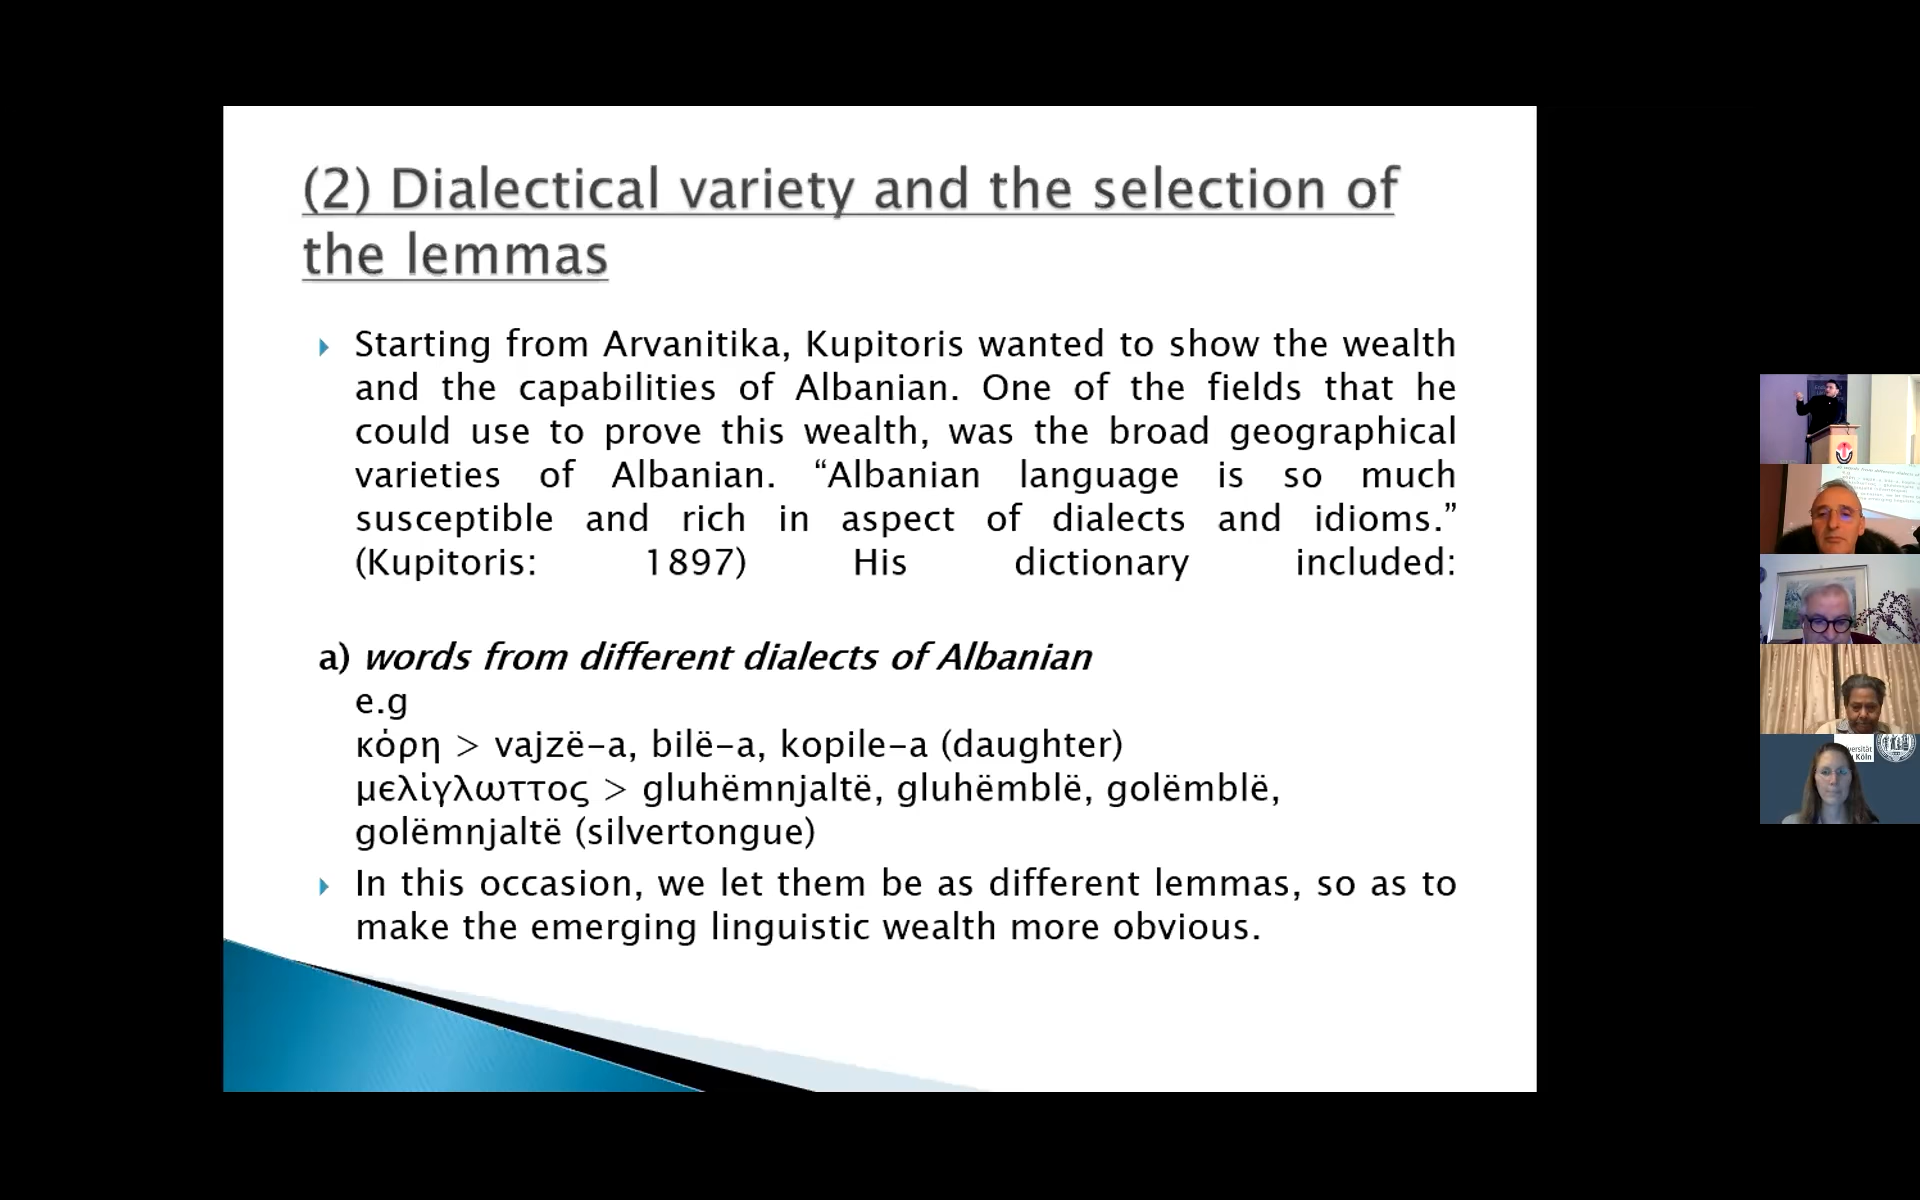 (2) Dialectical variety and the selection of
the lemmas
Starting from Arvanitika, Kupitoris wanted to show the wealth
and the capabilities of Albanian. One of the fields that he
could use to prove this wealth, was the broad geographical
varieties of Albanian. “Albanian language is so much
susceptible and rich in aspect of dialects and idioms.”
(Kupitoris: 1897) His dictionary included:
a) words from different dialects of Albanian
e.g
κόρη > vajzë-a, bilë-a, kopile-a (daughter)
μελίγλωττος > gluhëmnjaltë, gluhëmblë, golëmblë,
golëmnjaltë (silvertongue)
In this occasion, we let them be as different lemmas, so as to
make the emerging linguistic wealth more obvious.
Köln